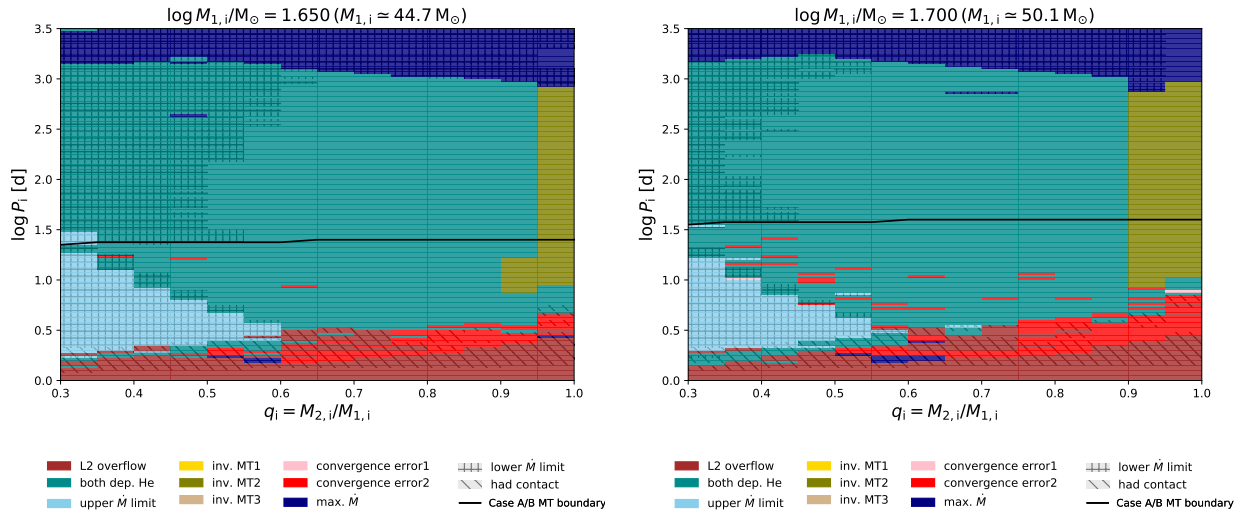 log M₁,ᵢ/M⊙ = 1.650 (M₁,ᵢ ≃ 44.7 M⊙)
log Pᵢ [d]
3.5
3.0
2.5
2.0
1.5
1.0
0.5
0.0
0.3 0.4 0.5 0.6 0.7 0.8 0.9 1.0
qᵢ = M₂,ᵢ/M₁,ᵢ
L2 overflow
both dep. He
upper Ṁ limit
inv. MT1
inv. MT2
inv. MT3
convergence error1
convergence error2
max. Ṁ
lower Ṁ limit
had contact
Case A/B MT boundary
log M₁,ᵢ/M⊙ = 1.700 (M₁,ᵢ ≃ 50.1 M⊙)
log Pᵢ [d]
3.5
3.0
2.5
2.0
1.5
1.0
0.5
0.0
0.3 0.4 0.5 0.6 0.7 0.8 0.9 1.0
qᵢ = M₂,ᵢ/M₁,ᵢ
L2 overflow
both dep. He
upper Ṁ limit
inv. MT1
inv. MT2
inv. MT3
convergence error1
convergence error2
max. Ṁ
lower Ṁ limit
had contact
Case A/B MT boundary